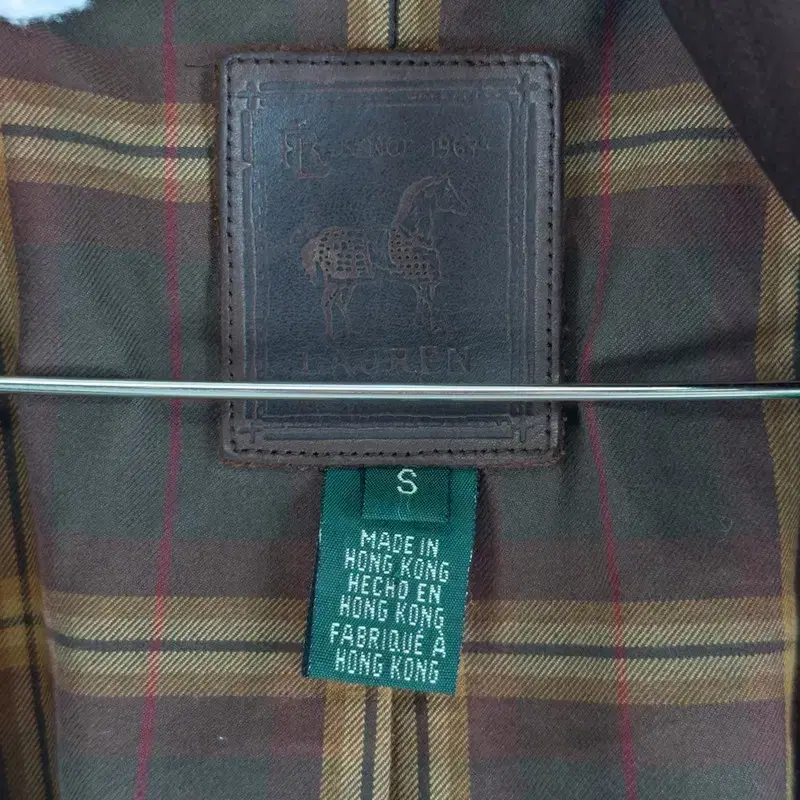 LRL SINCE 1967
LAUREN
S
MADE IN
HONG KONG
HECHO EN
HONG KONG
FABRIQUÉ À
HONG KONG